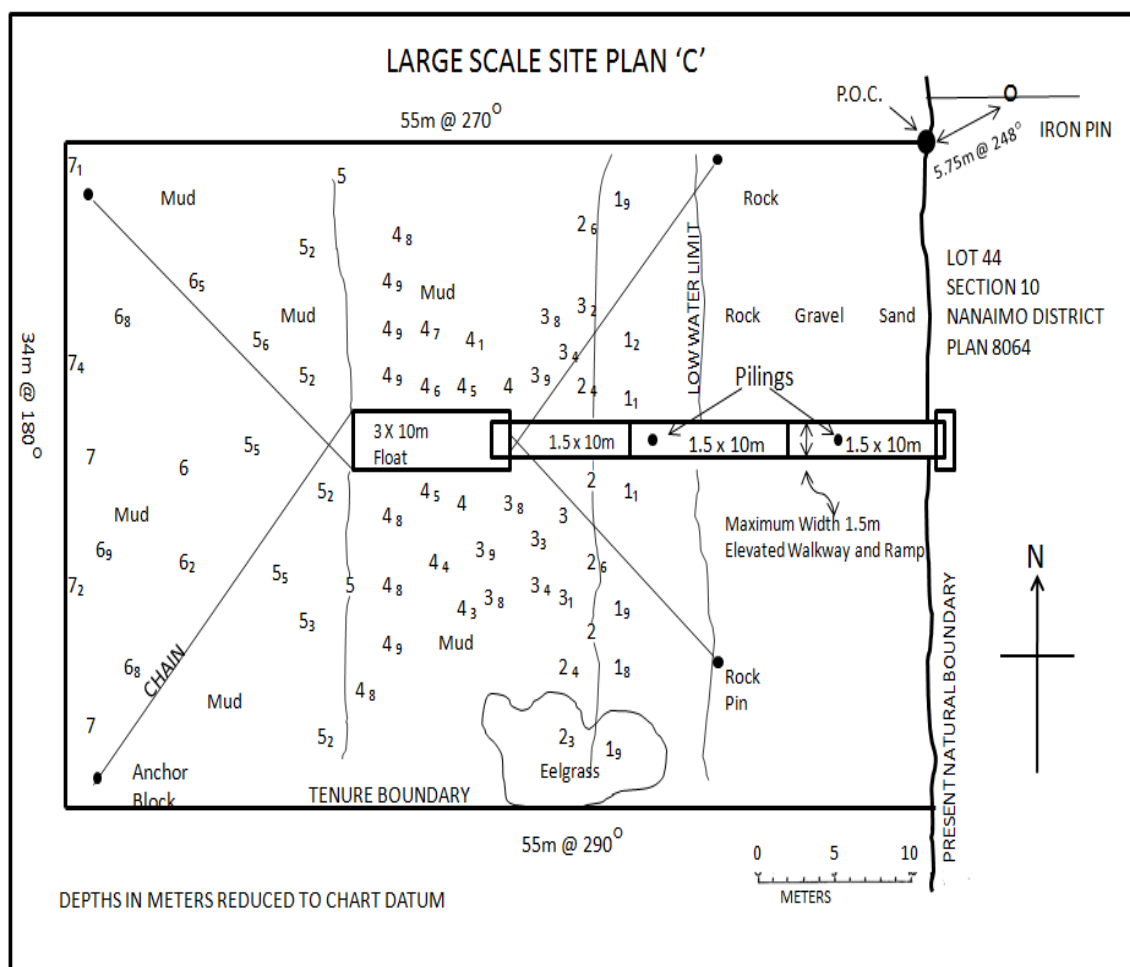 LARGE SCALE SITE PLAN ‘C’
P.O.C.
IRON PIN
5.75m @ 248°
55m @ 270°
7₁
Mud
5
1₉
Rock
2₆
4₈
5₂
LOT 44
SECTION 10
NANAIMO DISTRICT
PLAN 8064
LOW WATER LIMIT
6₅
4₉
Mud
3₂
6₈
Mud
3₈
Rock Gravel Sand
34m @ 180°
5₆
4₉ 4₇ 4₁
3₄
1₂
7₄
5₂
4₉ 4₆ 4₅ 4 3₉ 2₄
1₁
Pilings
3 X 10m
Float
1.5 x 10m
1.5 x 10m
1.5 x 10m
7
6
5₅
5₂
4₅ 4 3₈ 2 1₁
Mud
4₈
3
Maximum Width 1.5m
Elevated Walkway and Ramp
3₃
6₉
6₂
4₄ 3₉
2₆
N
7₂
5₅
5
4₈
3₄ 3₁
4₃ 3₈
1₉
5₃
4₉
Mud
2
6₈
CHAIN
Mud
4₈
2₄ 1₈
Rock
Pin
7
5₂
2₃ 1₉
Eelgrass
Anchor
Block
TENURE BOUNDARY
PRESENT NATURAL BOUNDARY
55m @ 290°
0 5 10
METERS
DEPTHS IN METERS REDUCED TO CHART DATUM